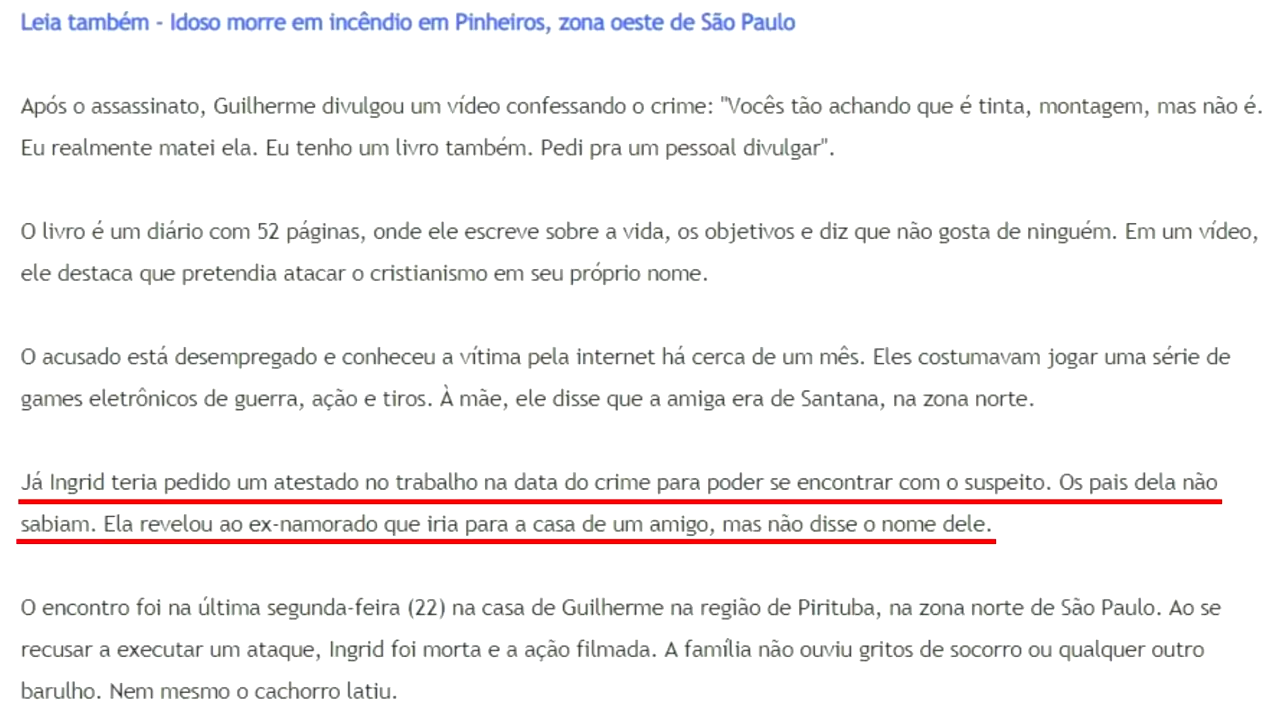 Leia também - Idoso morre em incêndio em Pinheiros, zona oeste de São Paulo
Após o assassinato, Guilherme divulgou um vídeo confessando o crime: "Vocês tão achando que é tinta, montagem, mas não é.
Eu realmente matei ela. Eu tenho um livro também. Pedi pra um pessoal divulgar".
O livro é um diário com 52 páginas, onde ele escreve sobre a vida, os objetivos e diz que não gosta de ninguém. Em um vídeo,
ele destaca que pretendia atacar o cristianismo em seu próprio nome.
O acusado está desempregado e conheceu a vítima pela internet há cerca de um mês. Eles costumavam jogar uma série de
games eletrônicos de guerra, ação e tiros. À mãe, ele disse que a amiga era de Santana, na zona norte.
Já Ingrid teria pedido um atestado no trabalho na data do crime para poder se encontrar com o suspeito. Os pais dela não
sabiam. Ela revelou ao ex-namorado que iria para a casa de um amigo, mas não disse o nome dele.
O encontro foi na última segunda-feira (22) na casa de Guilherme na região de Pirituba, na zona norte de São Paulo. Ao se
recusar a executar um ataque, Ingrid foi morta e a ação filmada. A família não ouviu gritos de socorro ou qualquer outro
barulho. Nem mesmo o cachorro latiu.